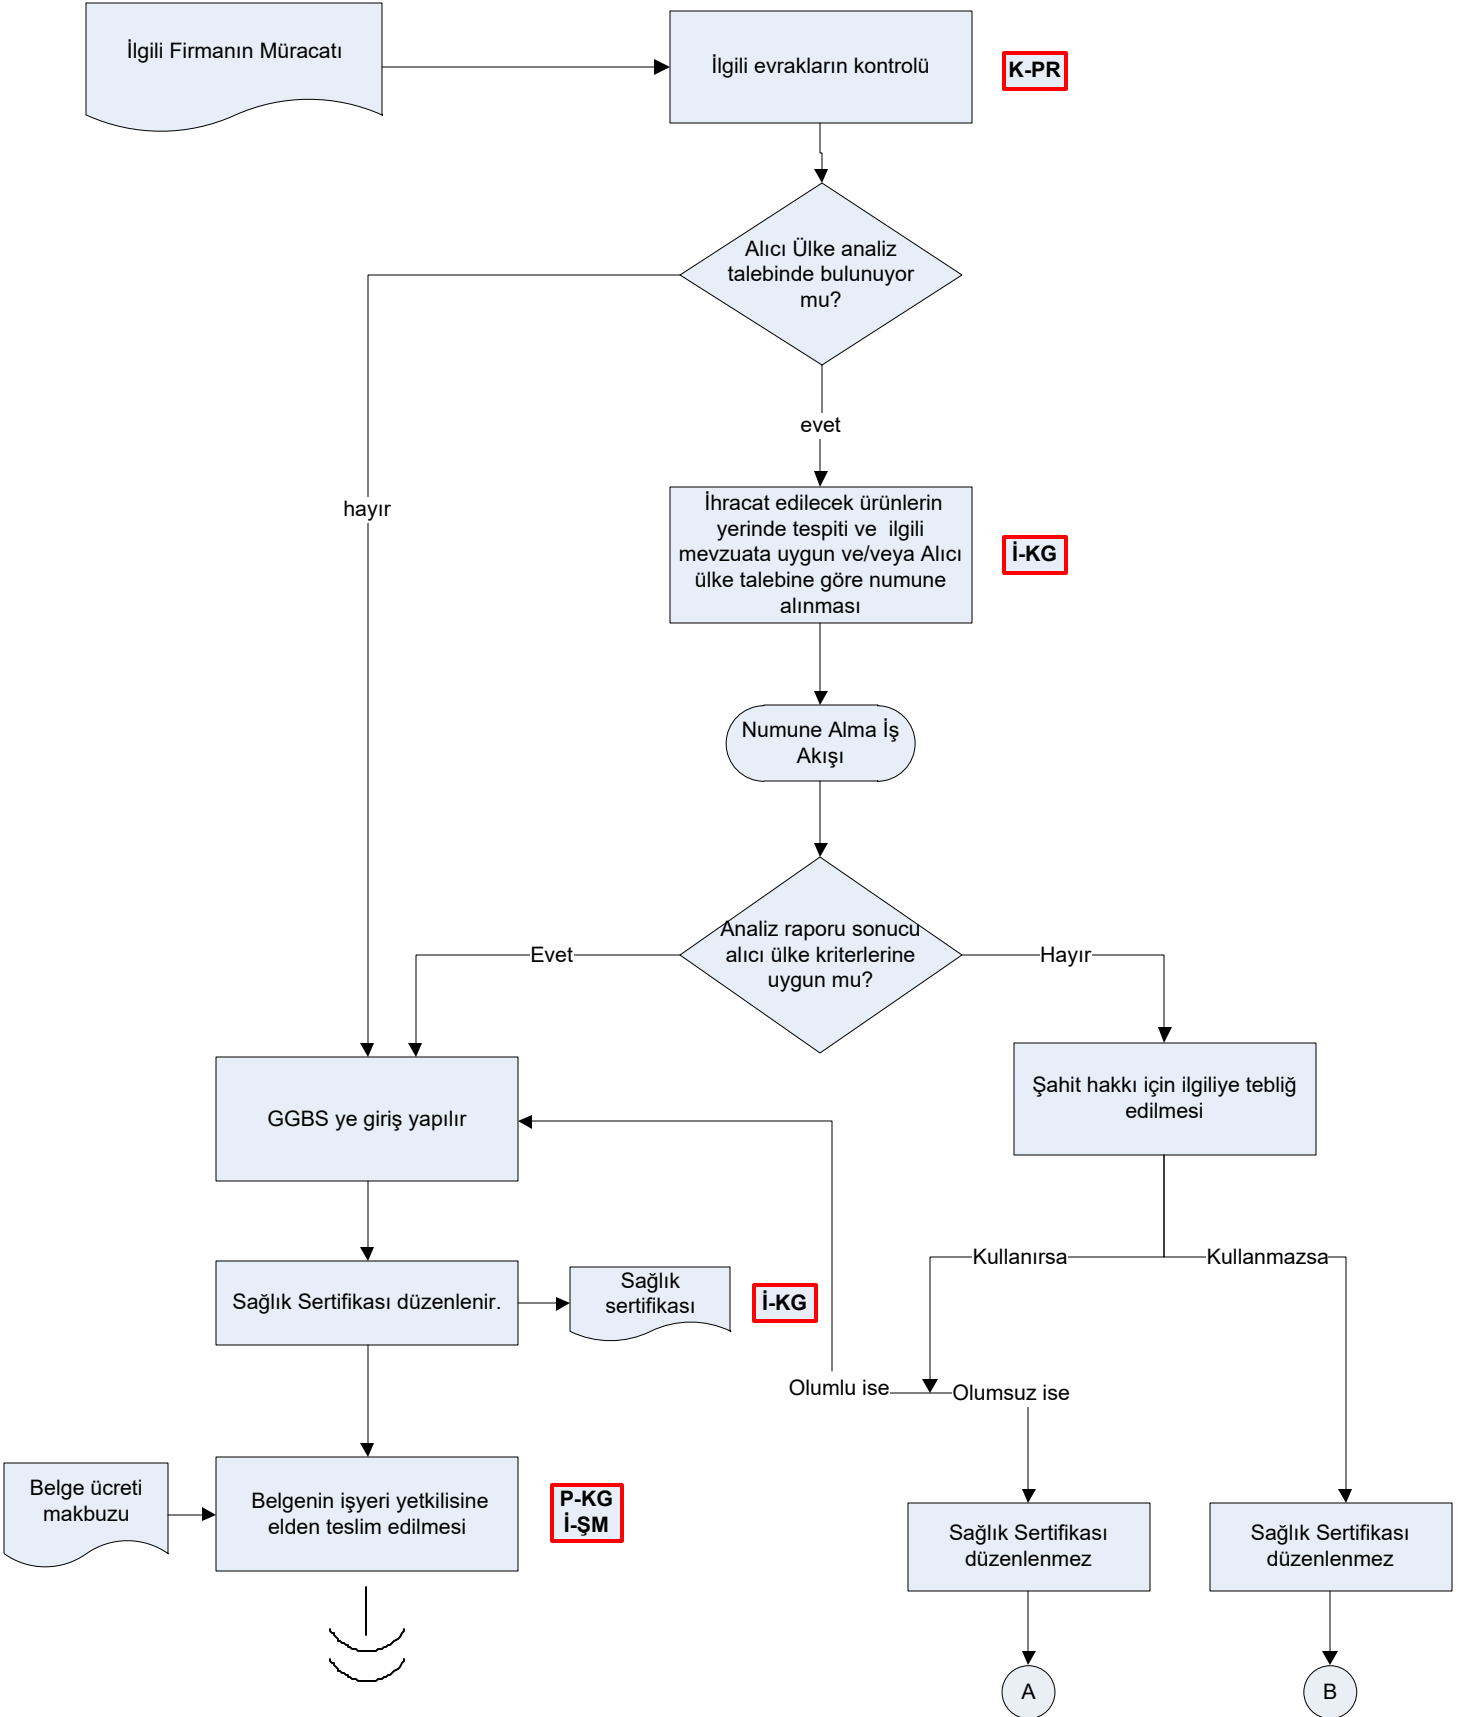 İlgili Firmanın Müracatı
İlgili evrakların kontrolü
K-PR
Alıcı Ülke analiz
talebinde bulunuyor
mu?
evet
hayır
İhracat edilecek ürünlerin
yerinde tespiti ve ilgili
mevzuata uygun ve/veya Alıcı
ülke talebine göre numune
alınması
İ-KG
Numune Alma İş
Akışı
Analiz raporu sonucu
alıcı ülke kriterlerine
uygun mu?
Evet
Hayır
GGBS ye giriş yapılır
Şahit hakkı için ilgiliye tebliğ
edilmesi
Kullanırsa
Kullanmazsa
Sağlık Sertifikası düzenlenir.
Sağlık
sertifikası
İ-KG
Olumlu ise
Olumsuz ise
Belge ücreti
makbuzu
Belgenin işyeri yetkilisine
elden teslim edilmesi
P-KG
İ-ŞM
Sağlık Sertifikası
düzenlenmez
Sağlık Sertifikası
düzenlenmez
A
B